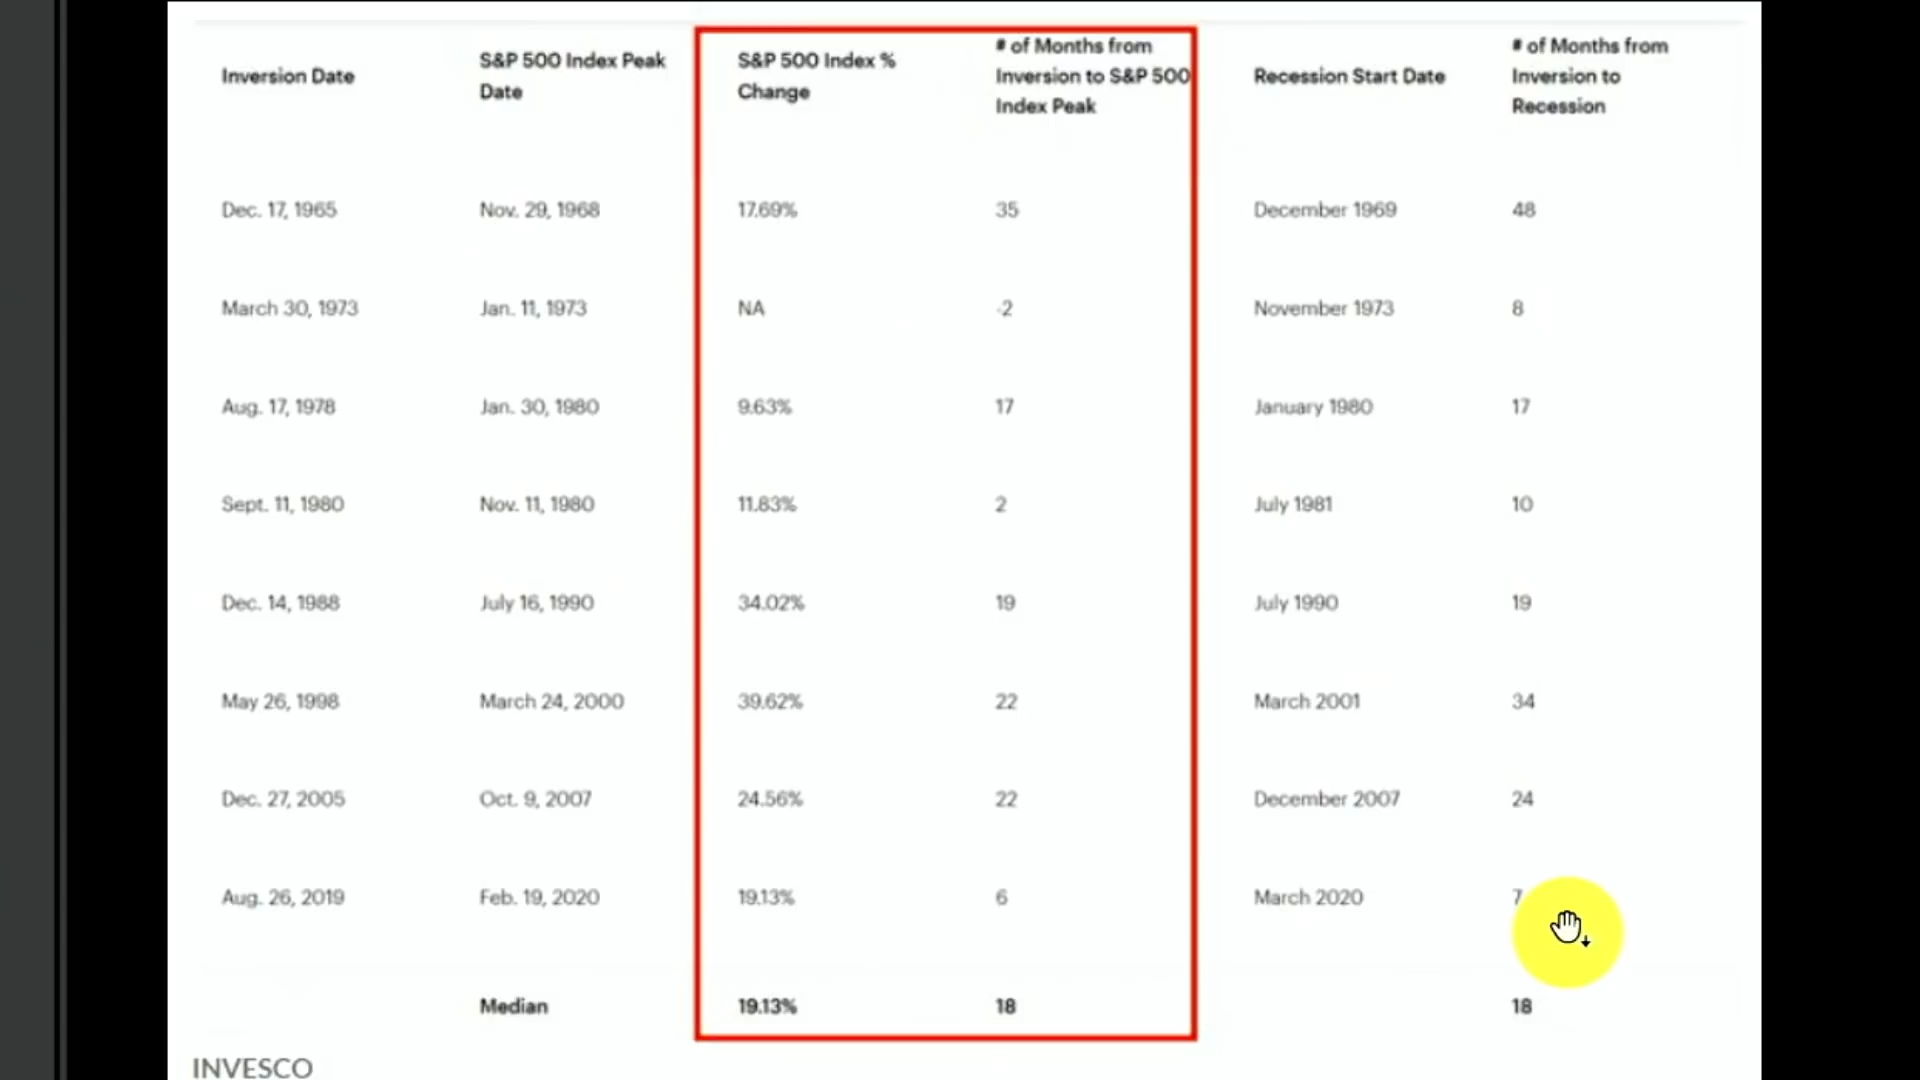 Inversion Date
S&P 500 Index Peak
Date
S&P 500 Index %
Change
# of Months from
Inversion to S&P 500
Index Peak
Recession Start Date
# of Months from
Inversion to
Recession
Dec. 17, 1965 Nov. 29, 1968 17.69% 35 December 1969 48
March 30, 1973 Jan. 11, 1973 NA -2 November 1973 8
Aug. 17, 1978 Jan. 30, 1980 9.63% 17 January 1980 17
Sept. 11, 1980 Nov. 11, 1980 11.83% 2 July 1981 10
Dec. 14, 1988 July 16, 1990 34.02% 19 July 1990 19
May 26, 1998 March 24, 2000 39.62% 22 March 2001 34
Dec. 27, 2005 Oct. 9, 2007 24.56% 22 December 2007 24
Aug. 26, 2019 Feb. 19, 2020 19.13% 6 March 2020 7
Median 19.13% 18 18
INVESCO